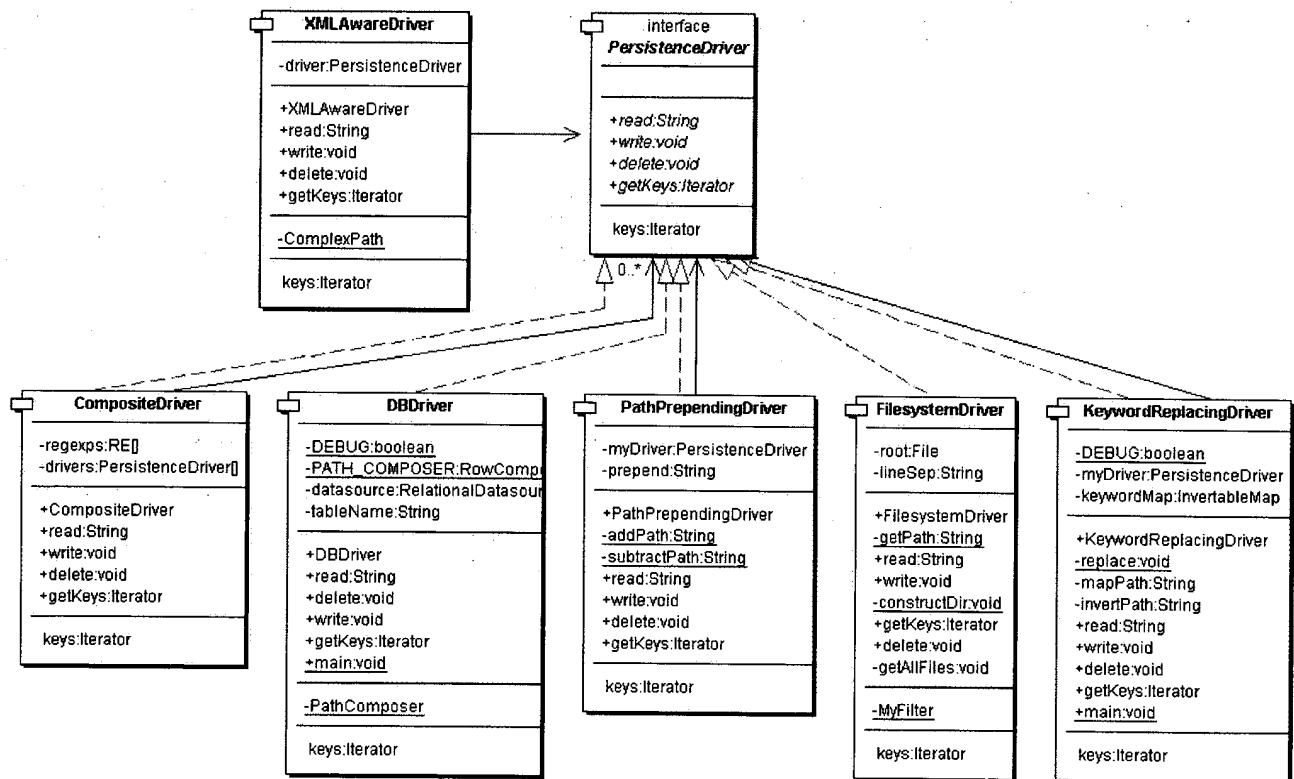 XMLAwareDriver
-driver:PersistenceDriver
+XMLAwareDriver
+read:String
+write:void
+delete:void
+getKeys:Iterator
-ComplexPath
keys:Iterator
interface
PersistenceDriver
+read:String
+write:void
+delete:void
+getKeys:Iterator
keys:Iterator
0..*
CompositeDriver
-regexps:RE[]
-drivers:PersistenceDriver[]
+CompositeDriver
+read:String
+write:void
+delete:void
+getKeys:Iterator
keys:Iterator
DBDriver
-DEBUG:boolean
-PATH_COMPOSER:RowCompo
-datasource:RelationalDatasour
-tableName:String
+DBDriver
+read:String
+delete:void
+write:void
+getKeys:Iterator
+main:void
-PathComposer
keys:Iterator
PathPrependingDriver
-myDriver:PersistenceDriver
-prepend:String
+PathPrependingDriver
-addPath:String
-subtractPath:String
+read:String
+write:void
+delete:void
+getKeys:Iterator
keys:Iterator
FilesystemDriver
-root:File
-lineSep:String
+FilesystemDriver
-getPath:String
+read:String
+write:void
-constructDir:void
+getKeys:Iterator
+delete:void
-getAllFiles:void
-MyFilter
keys:Iterator
KeywordReplacingDriver
-DEBUG:boolean
-myDriver:PersistenceDriver
-keywordMap:InvertableMap
+KeywordReplacingDriver
-replace:void
-mapPath:String
-invertPath:String
+read:String
+write:void
+delete:void
+getKeys:Iterator
+main:void
keys:Iterator